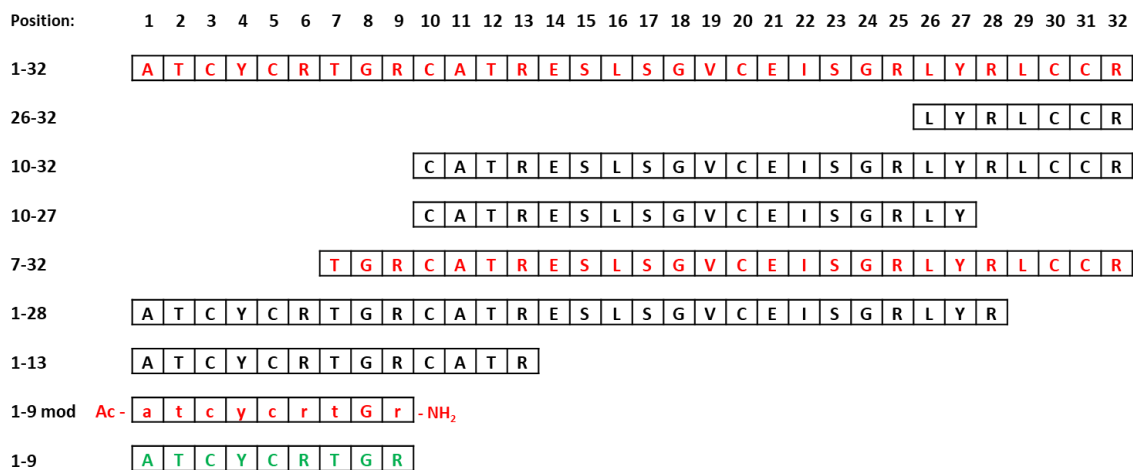 Position: 1 2 3 4 5 6 7 8 9 10 11 12 13 14 15 16 17 18 19 20 21 22 23 24 25 26 27 28 29 30 31 32
1-32 A T C Y C R T G R C A T R E S L S G V C E I S G R L Y R L C C R
26-32 L Y R L C C R
10-32 C A T R E S L S G V C E I S G R L Y R L C C R
10-27 C A T R E S L S G V C E I S G R L Y
7-32 T G R C A T R E S L S G V C E I S G R L Y R L C C R
1-28 A T C Y C R T G R C A T R E S L S G V C E I S G R L Y R
1-13 A T C Y C R T G R C A T R
1-9 mod Ac - a t c y c r t G r - NH₂
1-9 A T C Y C R T G R